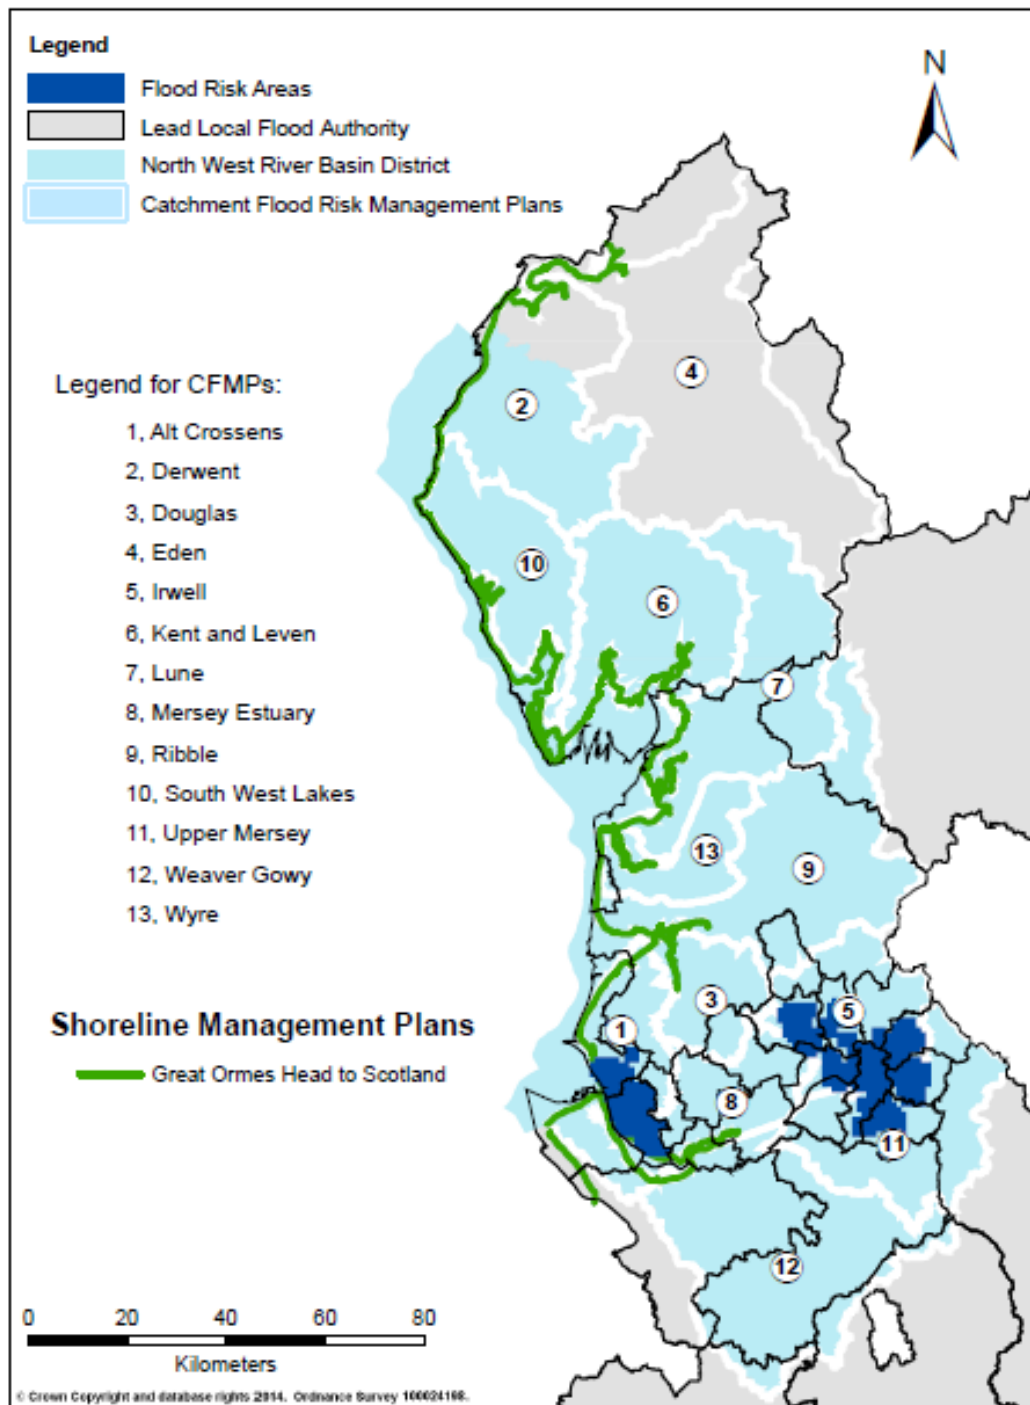 Legend
Flood Risk Areas
Lead Local Flood Authority
North West River Basin District
Catchment Flood Risk Management Plans
N
Legend for CFMPs:
1, Alt Crossens
2, Derwent
3, Douglas
4, Eden
5, Irwell
6, Kent and Leven
7, Lune
8, Mersey Estuary
9, Ribble
10, South West Lakes
11, Upper Mersey
12, Weaver Gowy
13, Wyre
4
2
10
6
7
13
9
3
5
1
8
11
12
Shoreline Management Plans
Great Ormes Head to Scotland
0 20 40 60 80
Kilometers
© Crown Copyright and database rights 2014. Ordnance Survey 100024198.